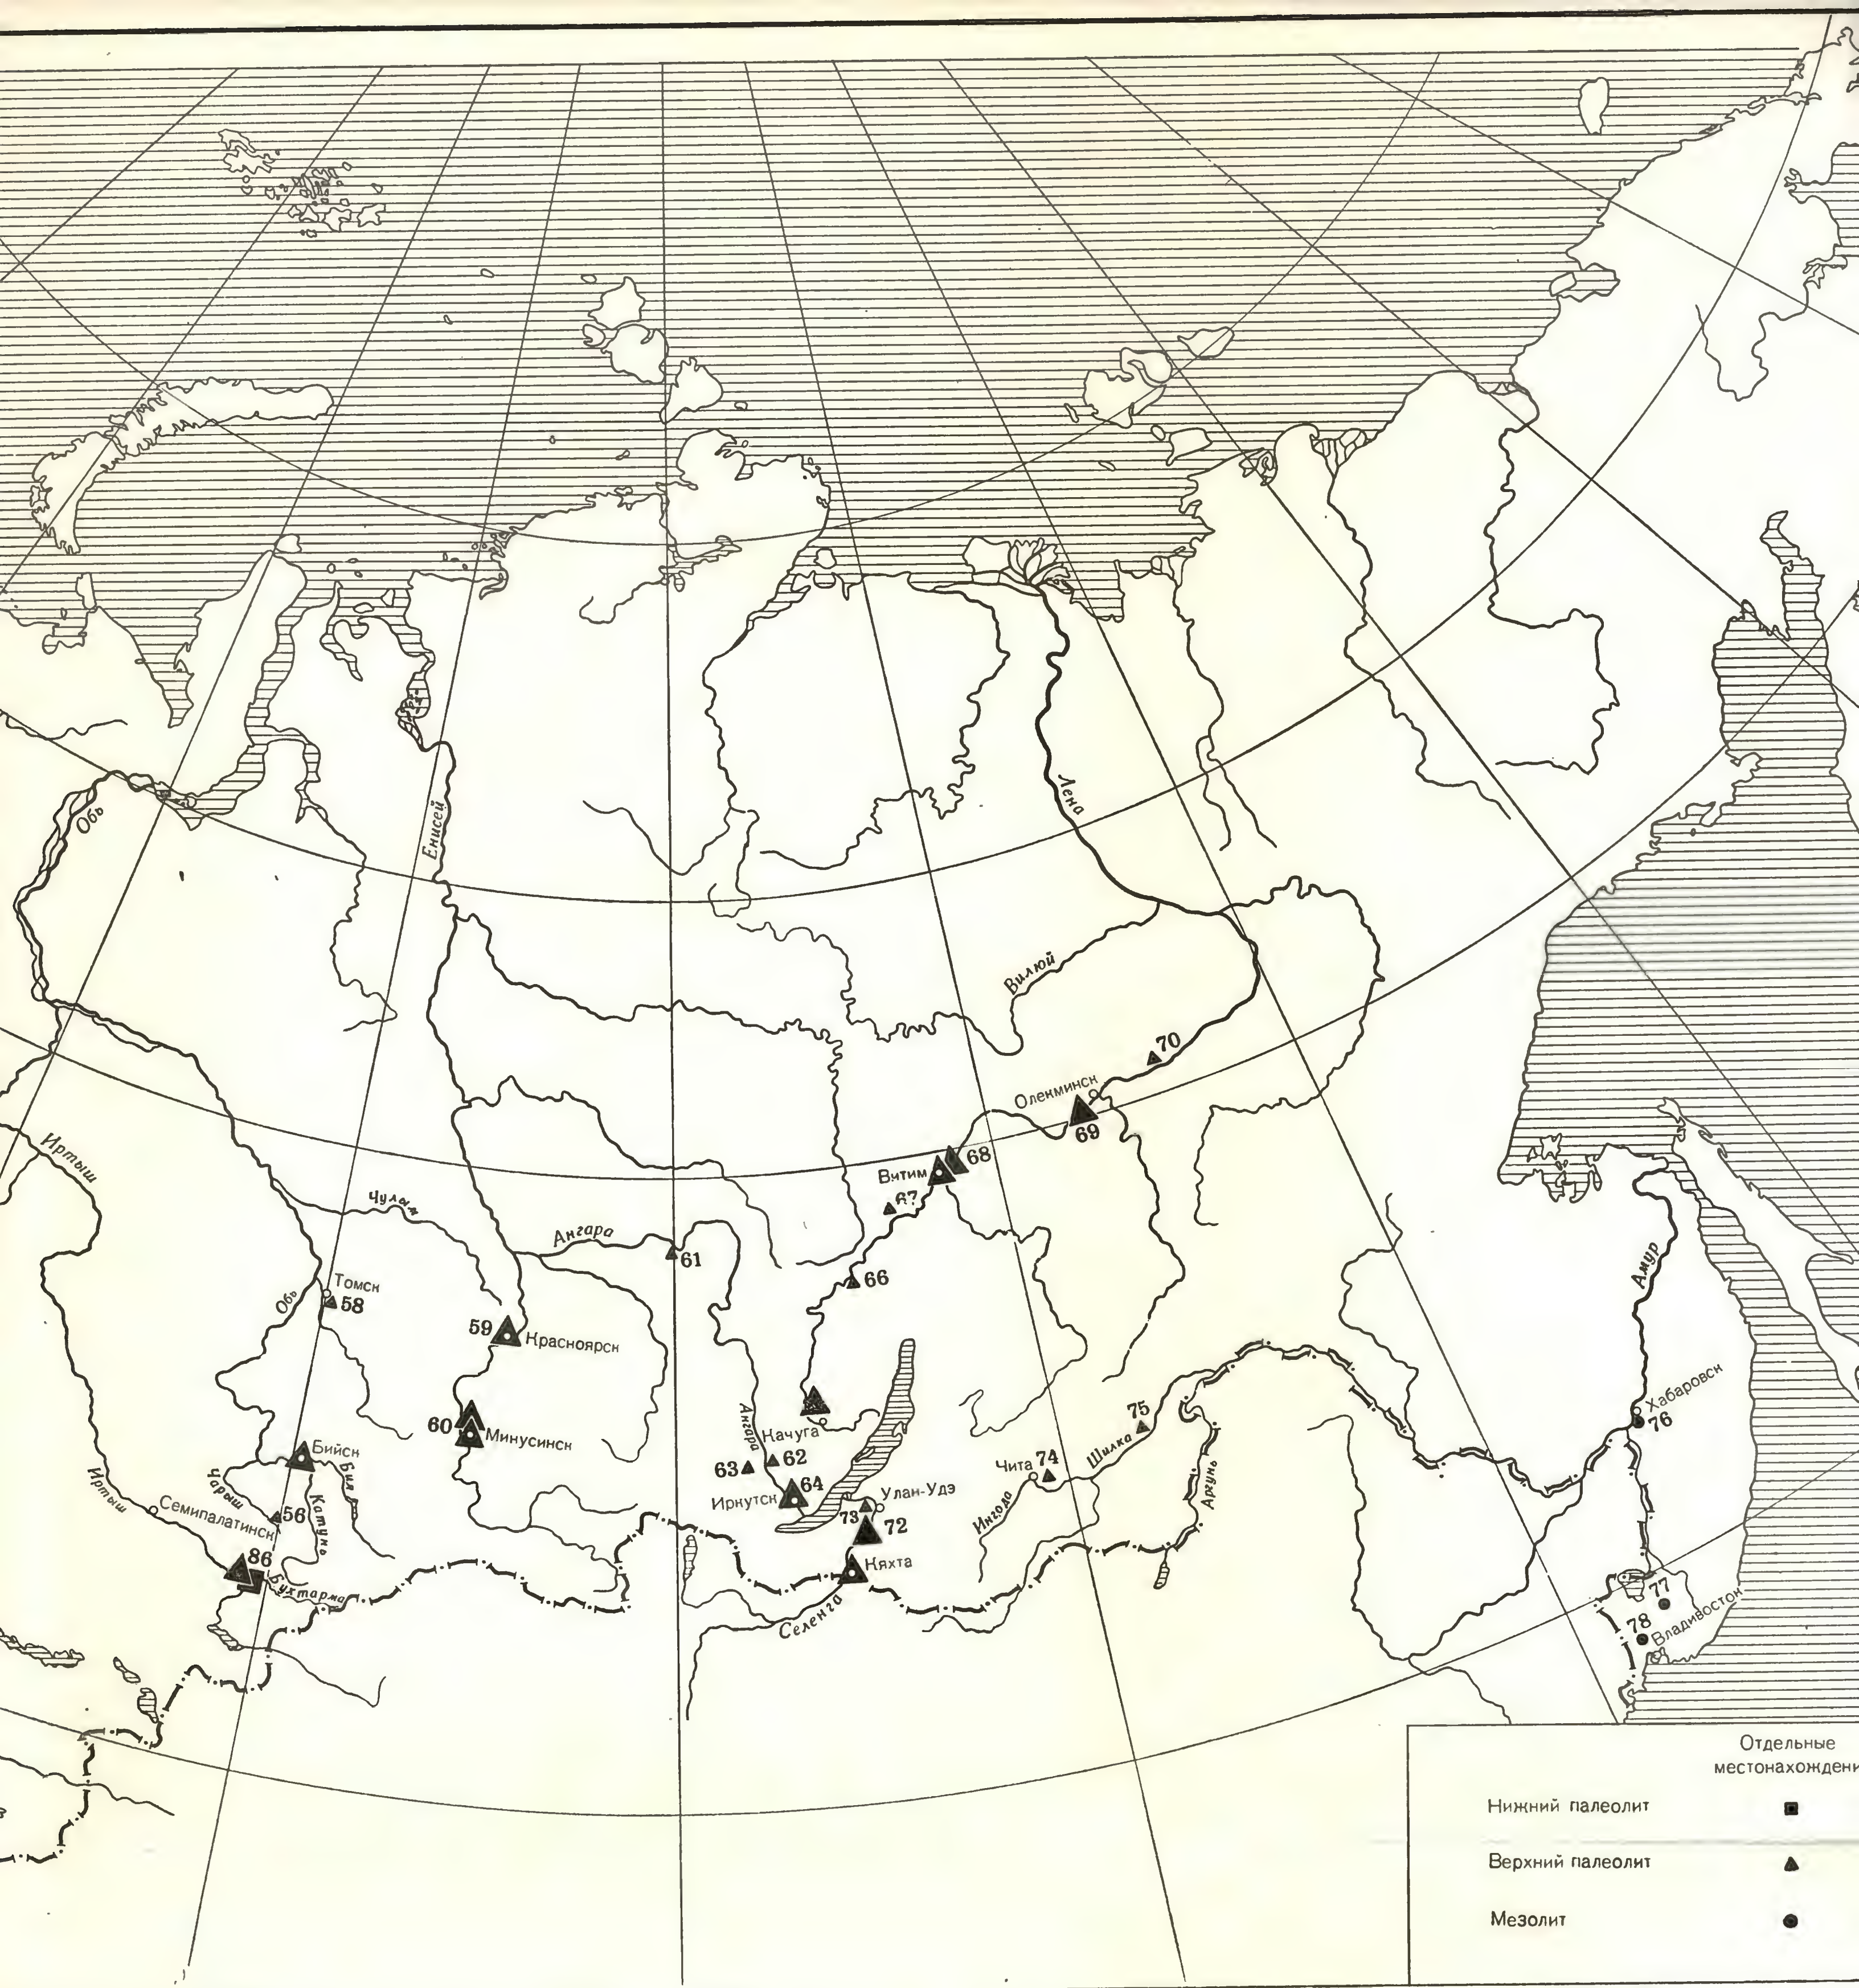 Обь
Енисей
Лена
Вилюй
70
Олекминск
69
Иртыш
68
Витим
67
Чулым
Ангара
61
66
Томск
58
Обь
Амур
59
Красноярск
Хабаровск
76
60
Минусинск
Ангара
Качуга
75
Шилка
Бийск
Бия
63
62
Чита
74
Аргунь
Иртыш
Чарыш
Катунь
Иркутск
64
Улан-Удэ
Семипалатинск
56
73
72
Ингода
86
Бухтарма
Кяхта
Селенга
77
78
Владивосток
Отдельные
местонахождени
Нижний палеолит
Верхний палеолит
Мезолит